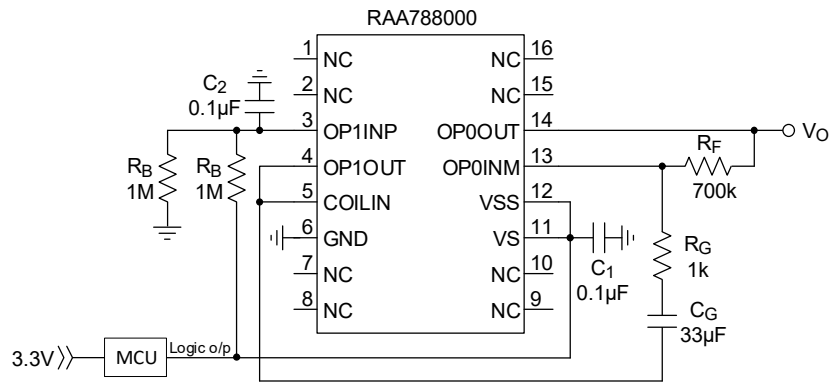 RAA788000
1 NC
2 NC
3 OP1INP
4 OP1OUT
5 COILIN
6 GND
7 NC
8 NC
NC 16
NC 15
OP0OUT 14
OP0INM 13
VSS 12
VS 11
NC 10
NC 9
C2
0.1µF
RB
1M
RB
1M
VO
RF
700k
RG
1k
C1
0.1µF
CG
33µF
3.3V
MCU
Logic o/p